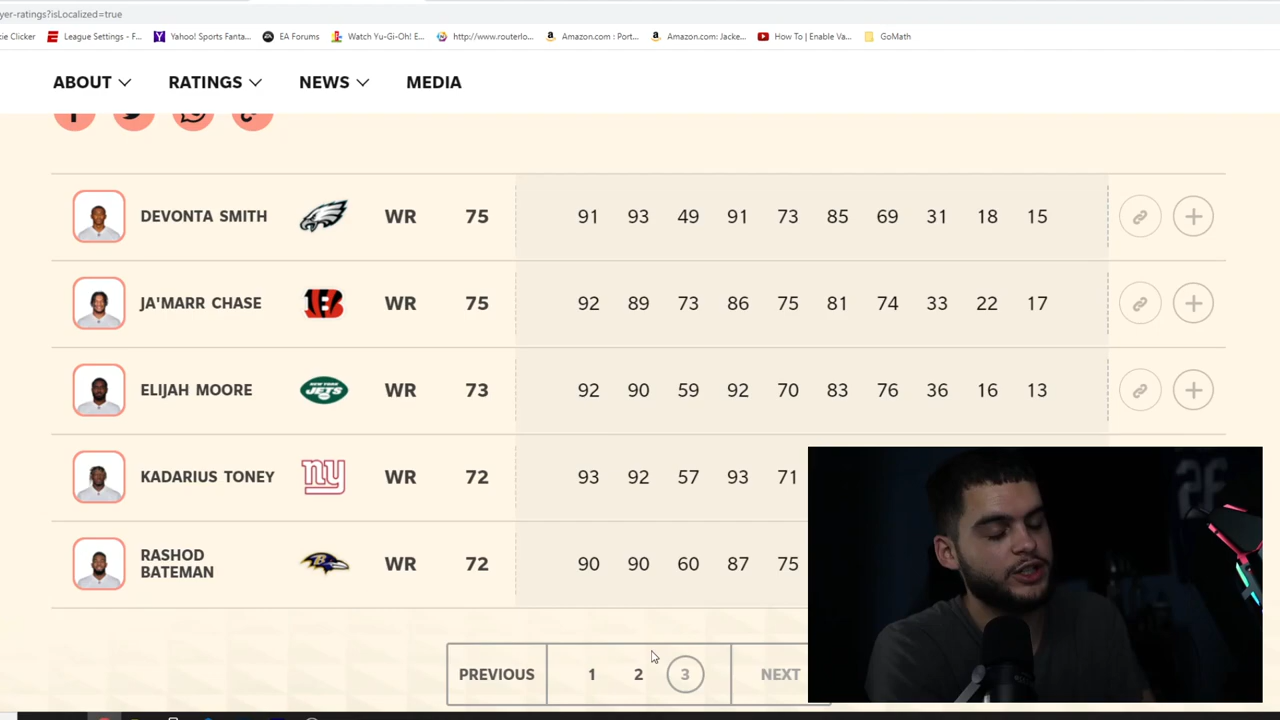 yer-ratings?isLocalized=true
kie Clicker League Settings - F... Yahoo! Sports Fanta... EA Forums Watch Yu-Gi-Oh! E... http://www.routerlo... Amazon.com : Port... Amazon.com: Jacke... How To | Enable Va... GoMath
ABOUT RATINGS NEWS MEDIA
DEVONTA SMITH WR 75 91 93 49 91 73 85 69 31 18 15
JA'MARR CHASE WR 75 92 89 73 86 75 81 74 33 22 17
ELIJAH MOORE NEW YORK JETS WR 73 92 90 59 92 70 83 76 36 16 13
KADARIUS TONEY ny WR 72 93 92 57 93 71
RASHOD
BATEMAN WR 72 90 90 60 87 75
PREVIOUS 1 2 3 NEXT